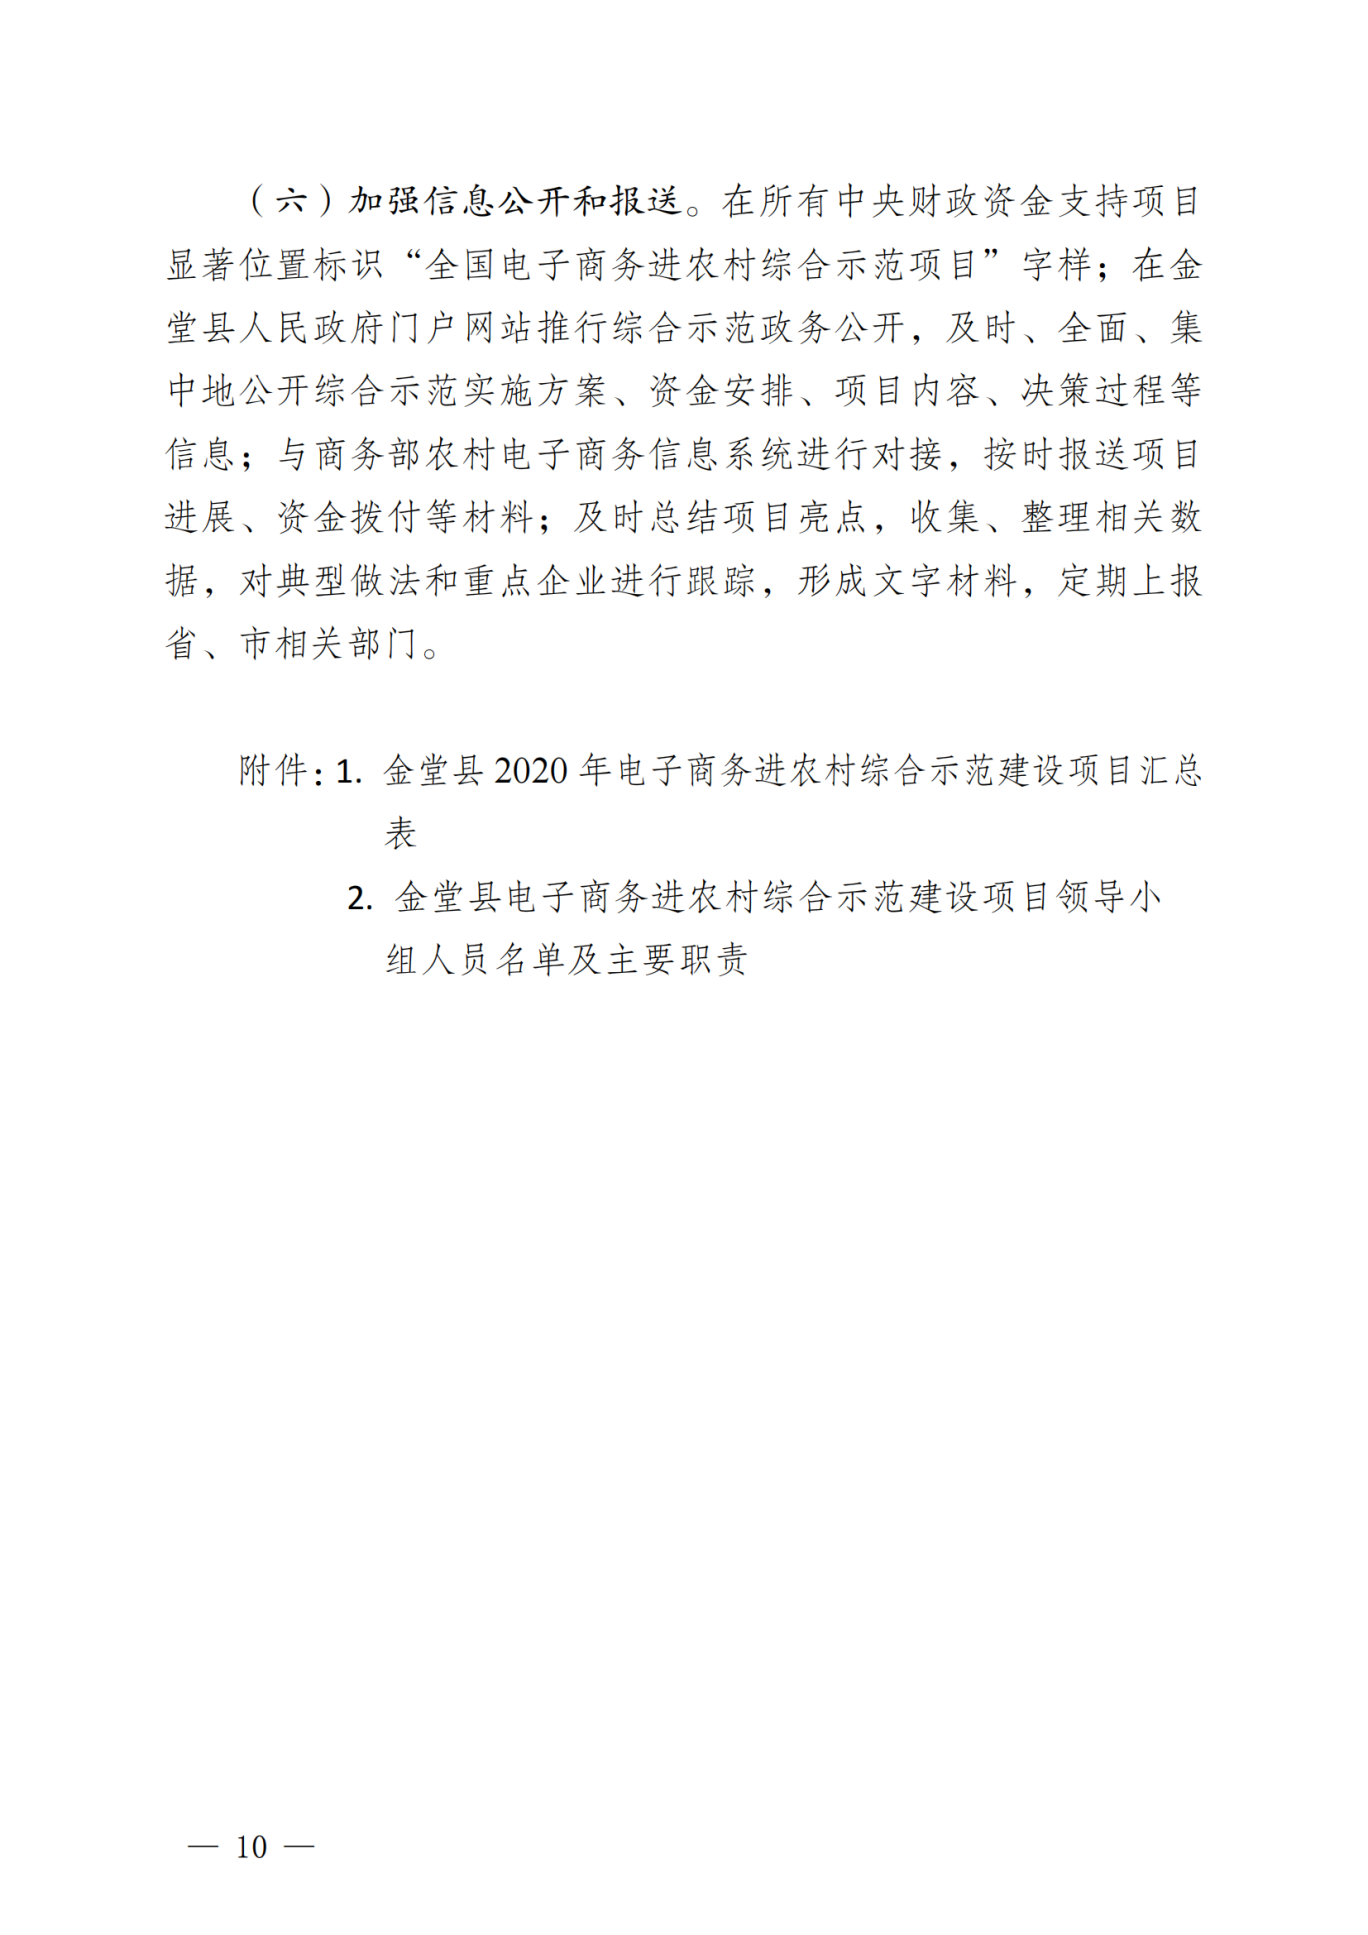 （六）加强信息公开和报送。在所有中央财政资金支持项目
显著位置标识“全国电子商务进农村综合示范项目”字样；在金
堂县人民政府门户网站推行综合示范政务公开，及时、全面、集
中地公开综合示范实施方案、资金安排、项目内容、决策过程等
信息；与商务部农村电子商务信息系统进行对接，按时报送项目
进展、资金拨付等材料；及时总结项目亮点，收集、整理相关数
据，对典型做法和重点企业进行跟踪，形成文字材料，定期上报
省、市相关部门。
附件：1. 金堂县 2020 年电子商务进农村综合示范建设项目汇总
表
2. 金堂县电子商务进农村综合示范建设项目领导小
组人员名单及主要职责
— 10 —